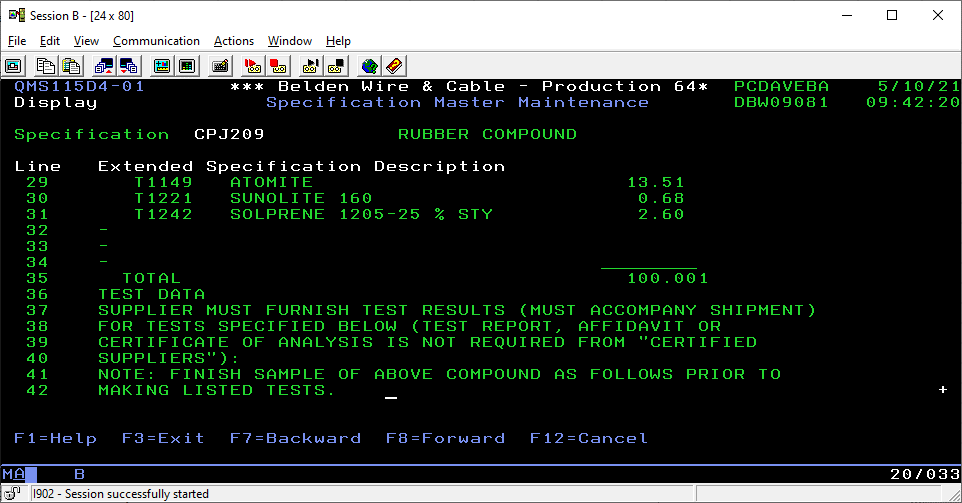 Session B - [24 x 80]
File Edit View Communication Actions Window Help
QMS115D4-01 *** Belden Wire & Cable - Production 64* PCDAVEBA 5/10/21
Display Specification Master Maintenance DBW09081 09:42:20
Specification CPJ209 RUBBER COMPOUND
Line Extended Specification Description
29 T1149 ATOMITE 13.51
30 T1221 SUNOLITE 160 0.68
31 T1242 SOLPRENE 1205-25 % STY 2.60
32 -
33 -
34 - ________
35 TOTAL 100.001
36 TEST DATA
37 SUPPLIER MUST FURNISH TEST RESULTS (MUST ACCOMPANY SHIPMENT)
38 FOR TESTS SPECIFIED BELOW (TEST REPORT, AFFIDAVIT OR
39 CERTIFICATE OF ANALYSIS IS NOT REQUIRED FROM "CERTIFIED
40 SUPPLIERS"):
41 NOTE: FINISH SAMPLE OF ABOVE COMPOUND AS FOLLOWS PRIOR TO
42 MAKING LISTED TESTS. _ +
F1=Help F3=Exit F7=Backward F8=Forward F12=Cancel
MA B 20/033
I902 - Session successfully started